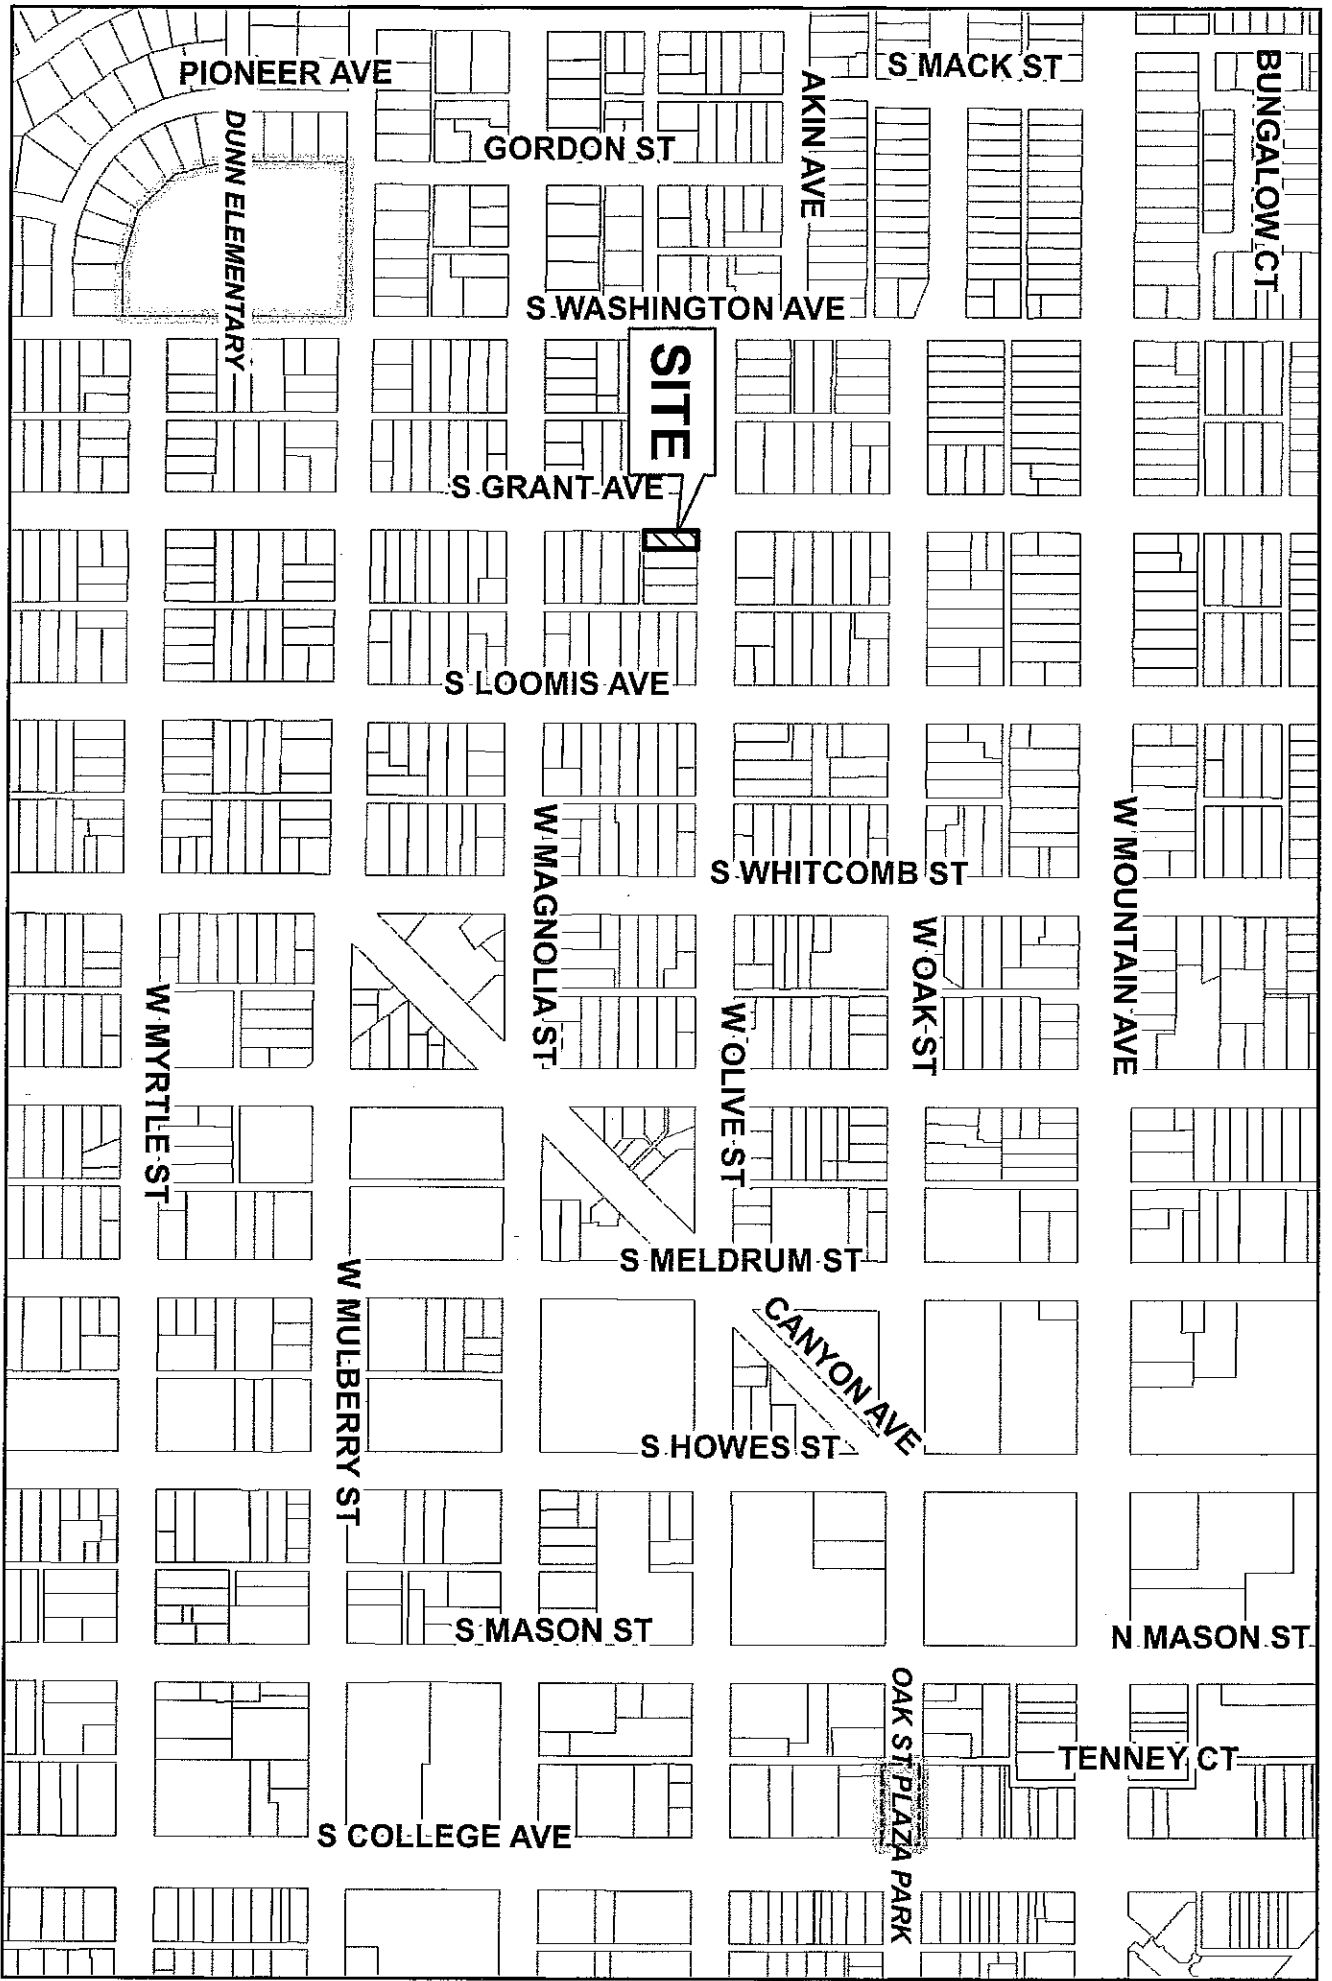 PIONEER AVE
S MACK ST
BUNGALOW CT
AKIN AVE
DUNN ELEMENTARY
GORDON ST
S WASHINGTON AVE
SITE
S GRANT AVE
S LOOMIS AVE
W MAGNOLIA ST
W MOUNTAIN AVE
S WHITCOMB ST
W OAK ST
W MYRTLE ST
W OLIVE ST
S MELDRUM ST
W MULBERRY ST
CANYON AVE
S HOWES ST
S MASON ST
N MASON ST
OAK ST PLAZA PARK
TENNEY CT
S COLLEGE AVE